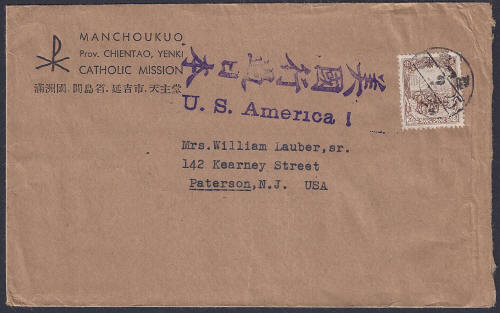 MANCHOUKUO
Prov. CHIENTAO, YENKI
CATHOLIC MISSION
滿洲國.間島省.延吉市.天主堂
美國行 日本
U. S. America !
Mrs. William Lauber, sr.
142 Kearney Street
Paterson, N.J. USA